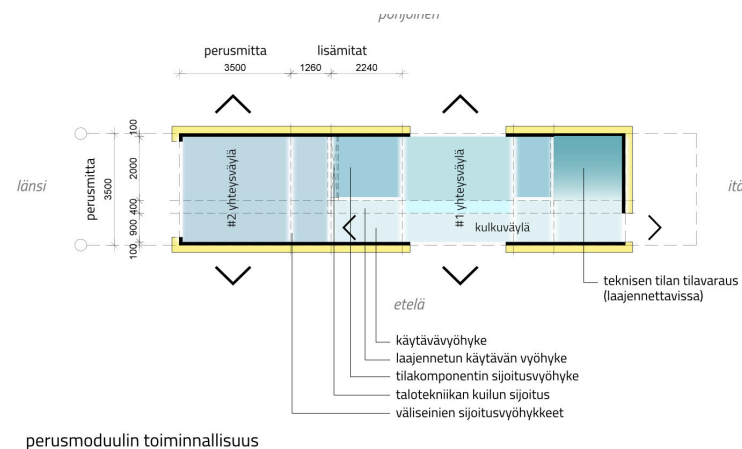 pohjoinen
perusmitta
lisämitat
3500
1260
2240
länsi
perusmitta
3500
100
2000
400
900
100
#2 yhteysväylä
#1 yhteysväylä
kulkuväylä
itä
teknisen tilan tilavaraus
(laajennettavissa)
etelä
käytävävyöhyke
laajennetun käytävän vyöhyke
tilakomponentin sijoitusvyöhyke
talotekniikan kuilun sijoitus
väliseinien sijoitusvyöhykkeet
perusmoduulin toiminnallisuus